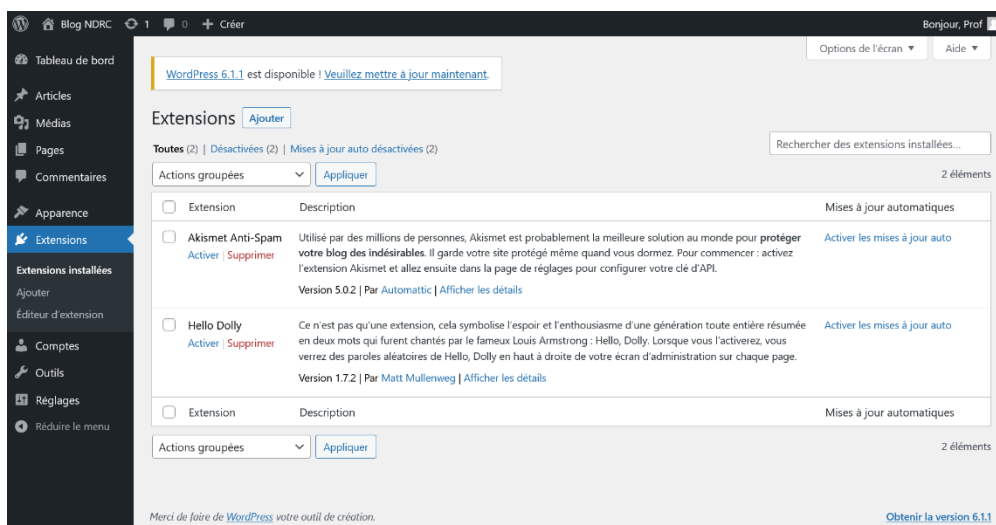 Blog NDRC 1 0 + Créer Bonjour, Prof
Options de l'écran ▼ Aide ▼
Tableau de bord
Articles
Médias
Pages
Commentaires
Apparence
Extensions
Extensions installées
Ajouter
Éditeur d'extension
Comptes
Outils
Réglages
Réduire le menu
WordPress 6.1.1 est disponible ! Veuillez mettre à jour maintenant.
Extensions Ajouter
Toutes (2) | Désactivées (2) | Mises à jour auto désactivées (2)
Rechercher des extensions installées...
Actions groupées Appliquer 2 éléments
Extension Description Mises à jour automatiques
Akismet Anti-Spam
Activer | Supprimer
Utilisé par des millions de personnes, Akismet est probablement la meilleure solution au monde pour protéger
votre blog des indésirables. Il garde votre site protégé même quand vous dormez. Pour commencer : activez
l'extension Akismet et allez ensuite dans la page de réglages pour configurer votre clé d'API.
Version 5.0.2 | Par Automattic | Afficher les détails
Activer les mises à jour auto
Hello Dolly
Activer | Supprimer
Ce n'est pas qu'une extension, cela symbolise l'espoir et l'enthousiasme d'une génération toute entière résumée
en deux mots qui furent chantés par le fameux Louis Armstrong : Hello, Dolly. Lorsque vous l'activerez, vous
verrez des paroles aléatoires de Hello, Dolly en haut à droite de votre écran d'administration sur chaque page.
Version 1.7.2 | Par Matt Mullenweg | Afficher les détails
Activer les mises à jour auto
Extension Description Mises à jour automatiques
Actions groupées Appliquer 2 éléments
Merci de faire de WordPress votre outil de création. Obtenir la version 6.1.1